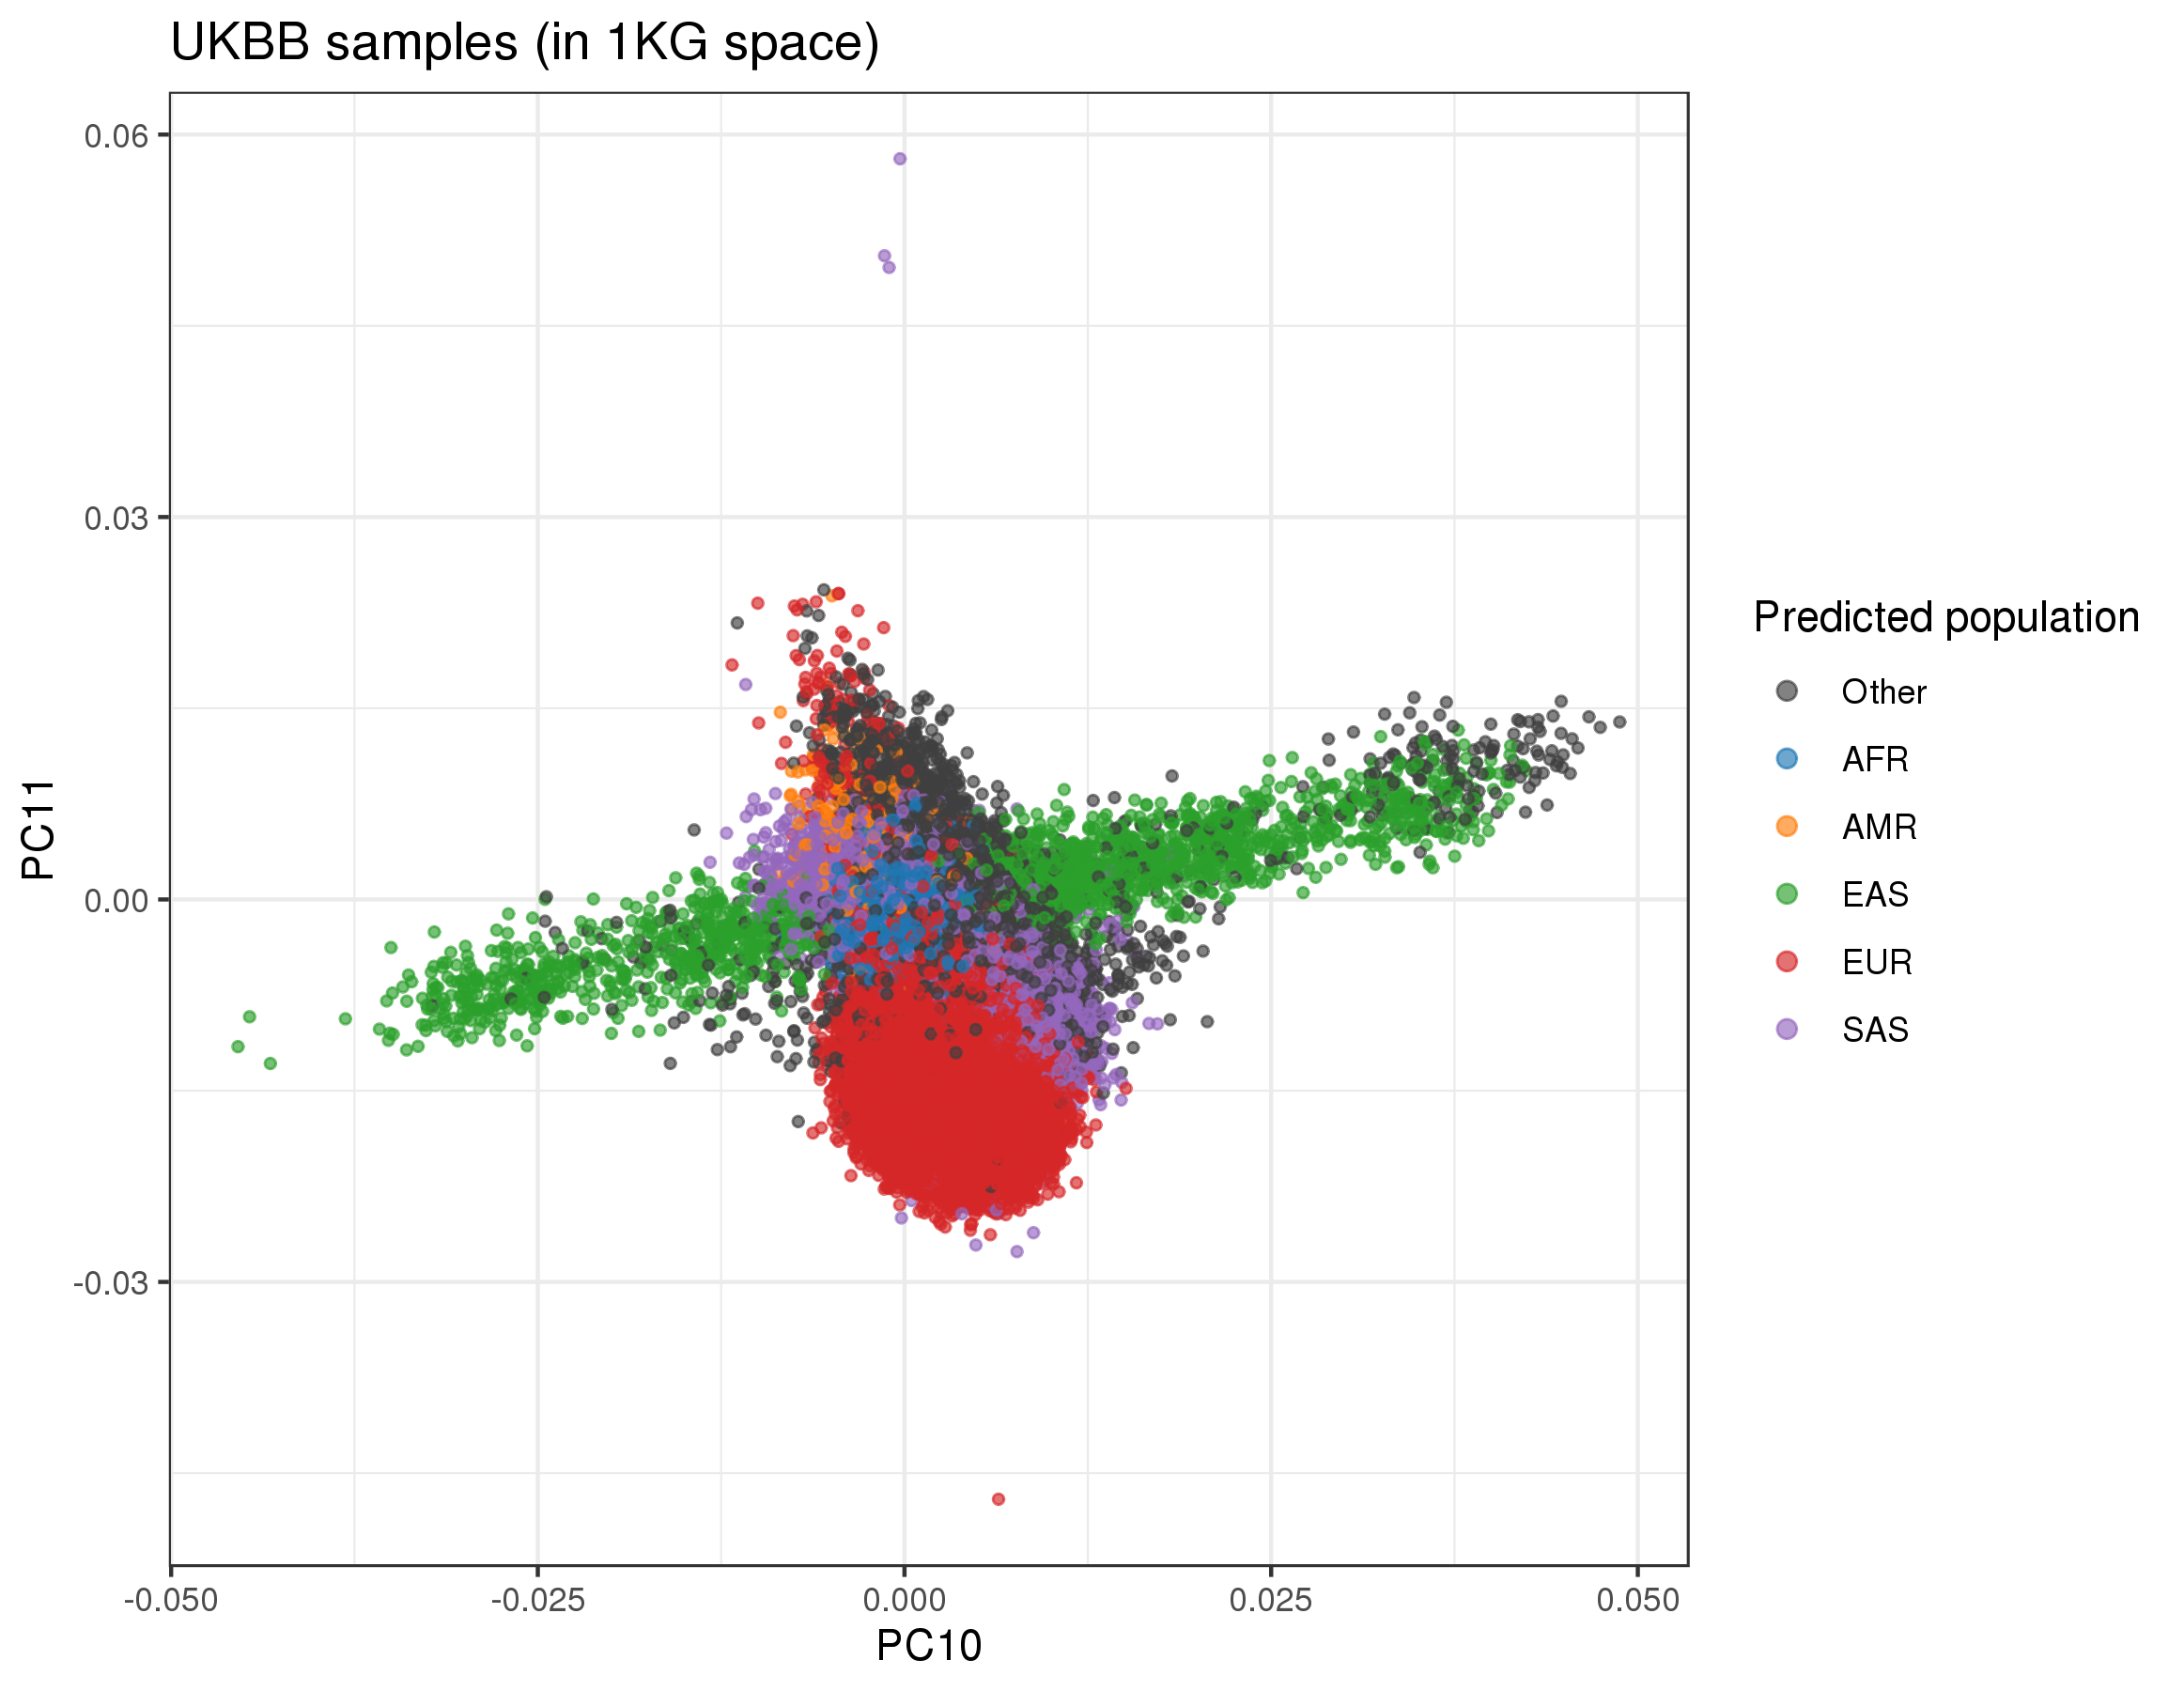 UKBB samples (in 1KG space)
0.06
0.03
0.00
-0.03
PC11
-0.050
-0.025
0.000
0.025
0.050
PC10
Predicted population
Other
AFR
AMR
EAS
EUR
SAS